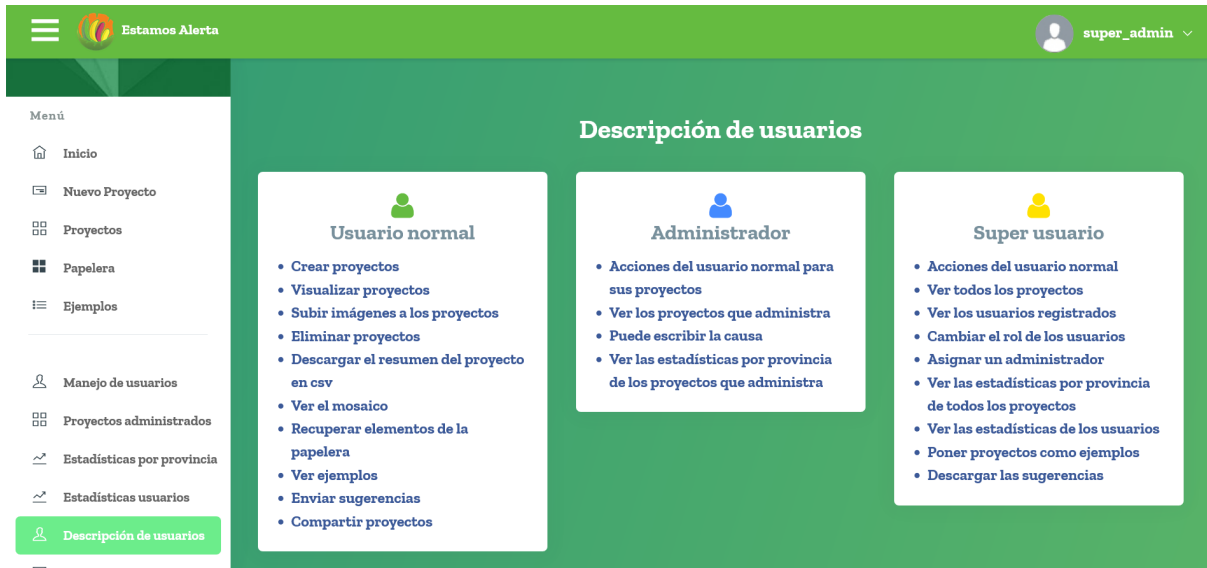 Estamos Alerta
super_admin
Menú
Inicio
Nuevo Proyecto
Proyectos
Papelera
Ejemplos
Manejo de usuarios
Proyectos administrados
Estadísticas por provincia
Estadísticas usuarios
Descripción de usuarios
Descripción de usuarios
Usuario normal
• Crear proyectos
• Visualizar proyectos
• Subir imágenes a los proyectos
• Eliminar proyectos
• Descargar el resumen del proyecto
en csv
• Ver el mosaico
• Recuperar elementos de la
papelera
• Ver ejemplos
• Enviar sugerencias
• Compartir proyectos
Administrador
• Acciones del usuario normal para
sus proyectos
• Ver los proyectos que administra
• Puede escribir la causa
• Ver las estadísticas por provincia
de los proyectos que administra
Super usuario
• Acciones del usuario normal
• Ver todos los proyectos
• Ver los usuarios registrados
• Cambiar el rol de los usuarios
• Asignar un administrador
• Ver las estadísticas por provincia
de todos los proyectos
• Ver las estadísticas de los usuarios
• Poner proyectos como ejemplos
• Descargar las sugerencias